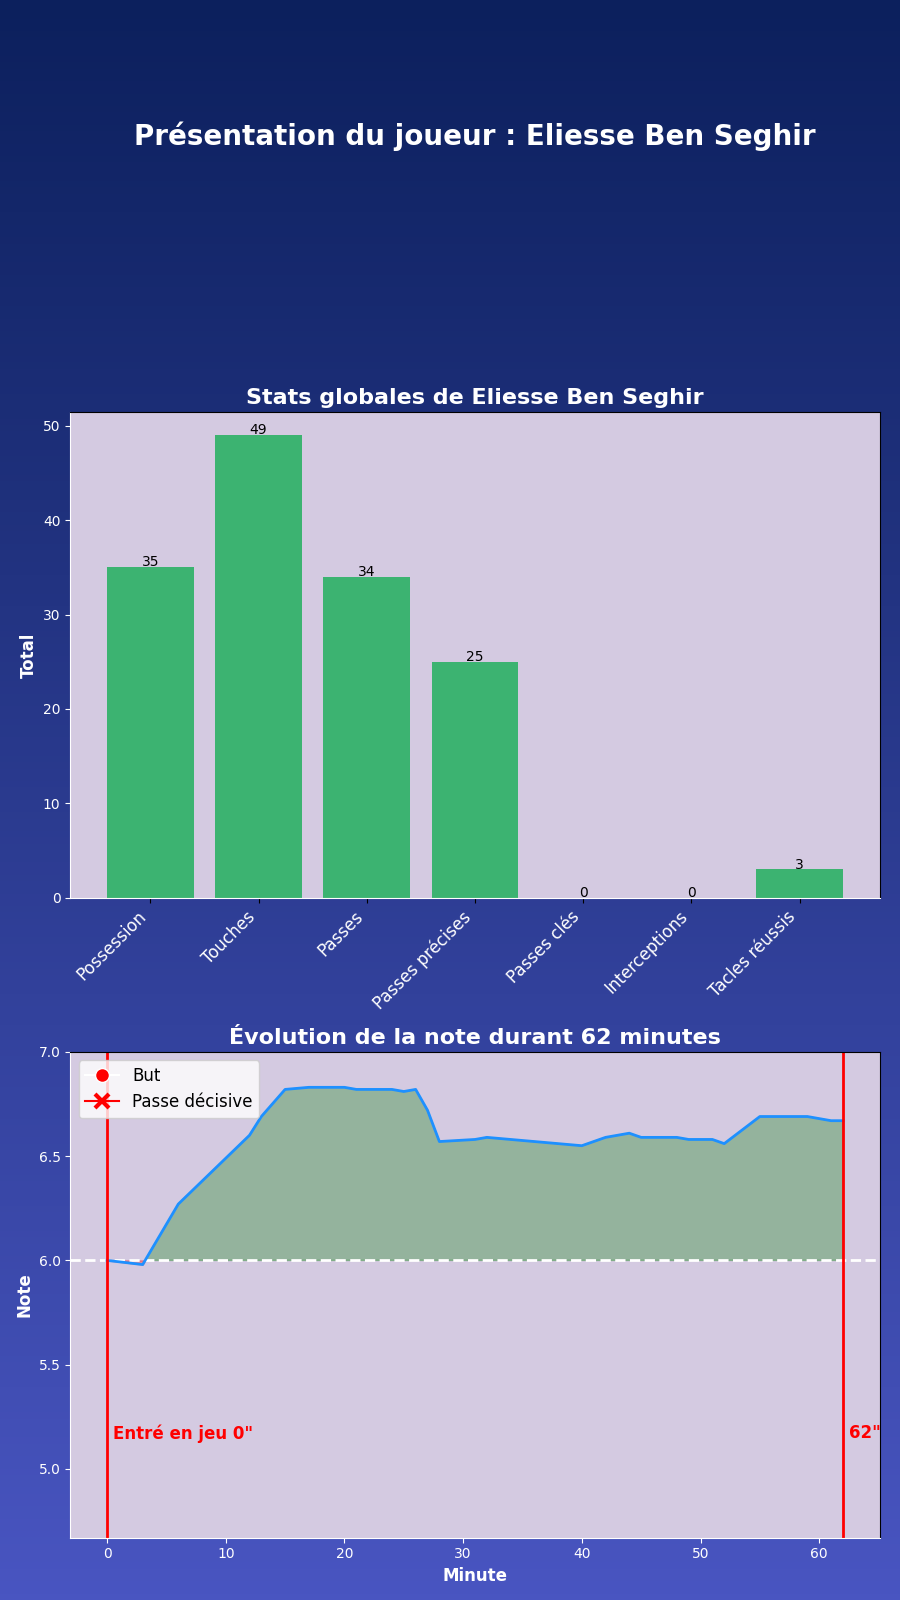 Présentation du joueur : Eliesse Ben Seghir
Stats globales de Eliesse Ben Seghir
Total
50
40
30
20
10
0
35
49
34
25
0
0
3
Possession
Touches
Passes
Passes précises
Passes clés
Interceptions
Tacles réussis
Évolution de la note durant 62 minutes
Note
7.0
6.5
6.0
5.5
5.0
But
Passe décisive
Entré en jeu 0"
62"
0
10
20
30
40
50
60
Minute